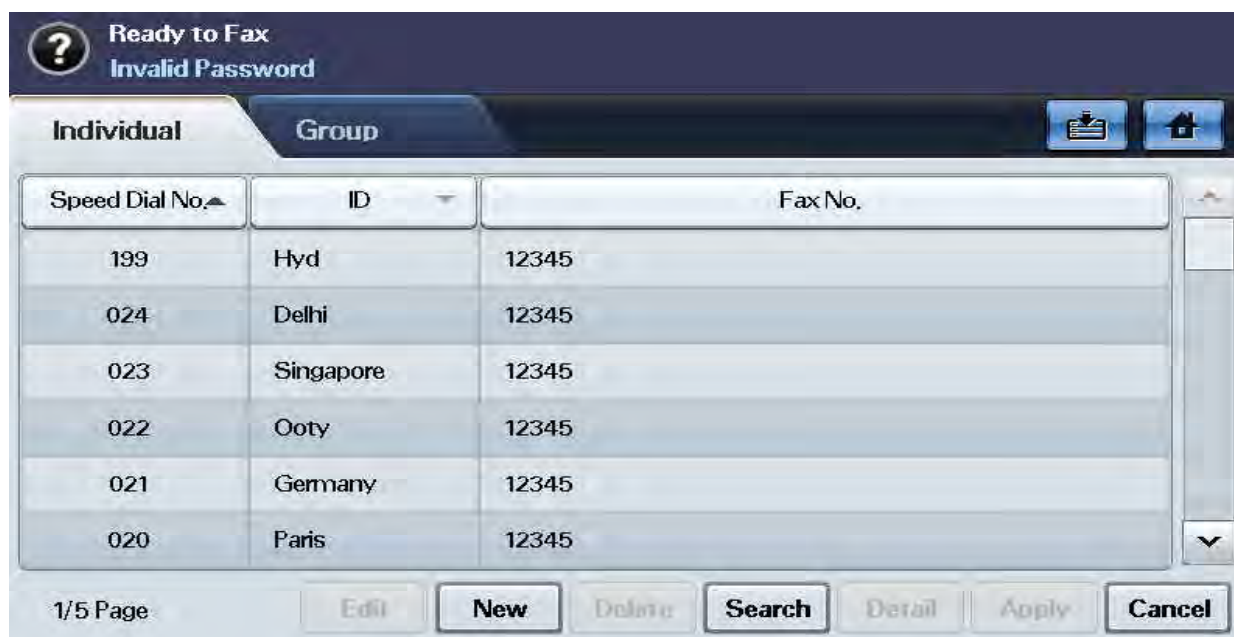 Ready to Fax
Invalid Password
Individual Group
Speed Dial No. ID Fax No.
199 Hyd 12345
024 Delhi 12345
023 Singapore 12345
022 Ooty 12345
021 Germany 12345
020 Paris 12345
1/5 Page Edit New Delete Search Detail Apply Cancel